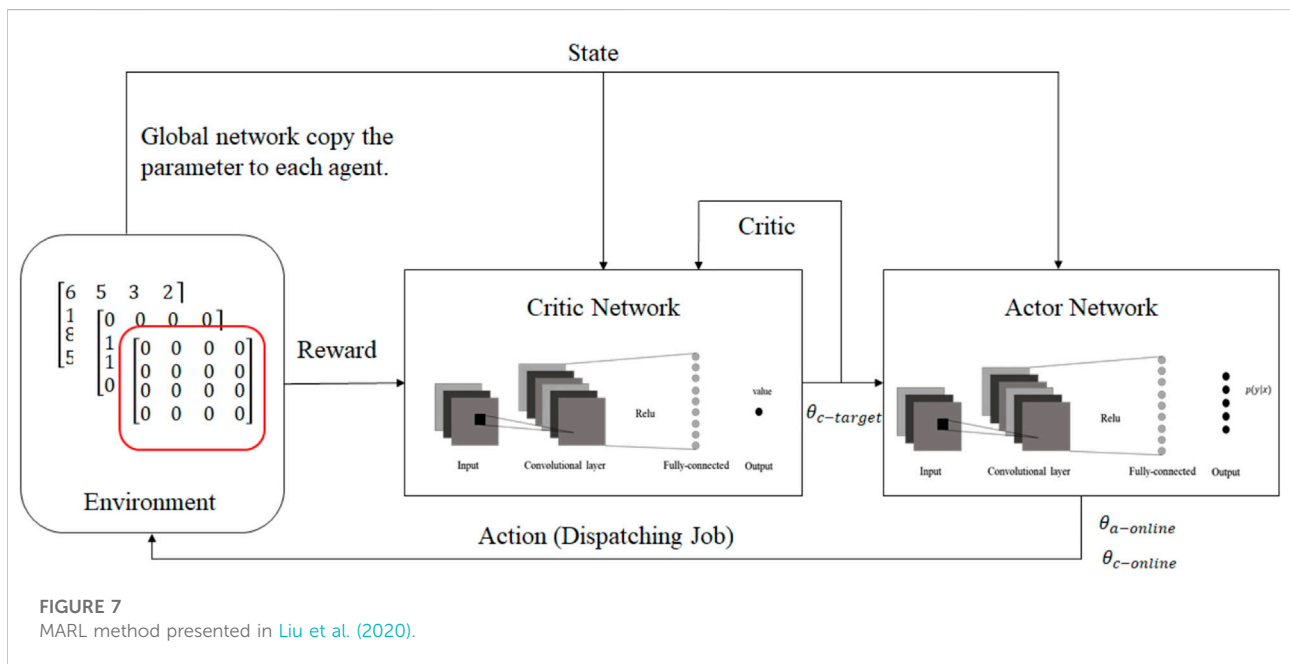 State
Global network copy the
parameter to each agent.
Critic
6 5 3 2
1
8
5
0 0 0 0
1
1
0
0 0 0 0
0 0 0 0
0 0 0 0
0 0 0 0
Environment
Reward
Critic Network
value
Relu
Input
Convolutional layer
Fully-connected
Output
θc−target
Actor Network
p(y|x)
Relu
Input
Convolutional layer
Fully-connected
Output
Action (Dispatching Job)
θa−online
θc−online
FIGURE 7
MARL method presented in Liu et al. (2020).